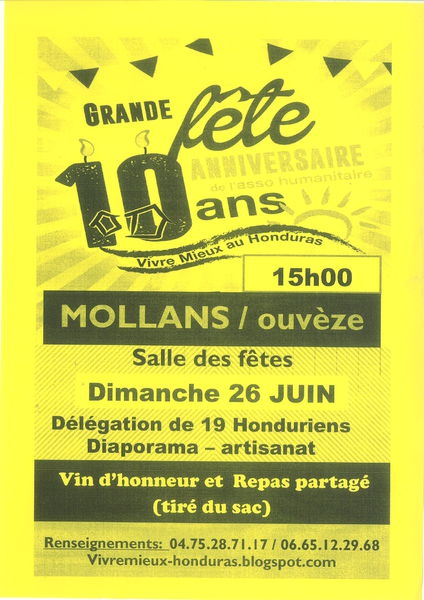 GRANDE fête
ANNIVERSAIRE
de l'asso humanitaire
10 ans
Vivre Mieux au Honduras
15h00
MOLLANS / ouvèze
Salle des fêtes
Dimanche 26 JUIN
Délégation de 19 Honduriens
Diaporama – artisanat
Vin d'honneur et Repas partagé
(tiré du sac)
Renseignements: 04.75.28.71.17 / 06.65.12.29.68
Vivremieux-honduras.blogspot.com